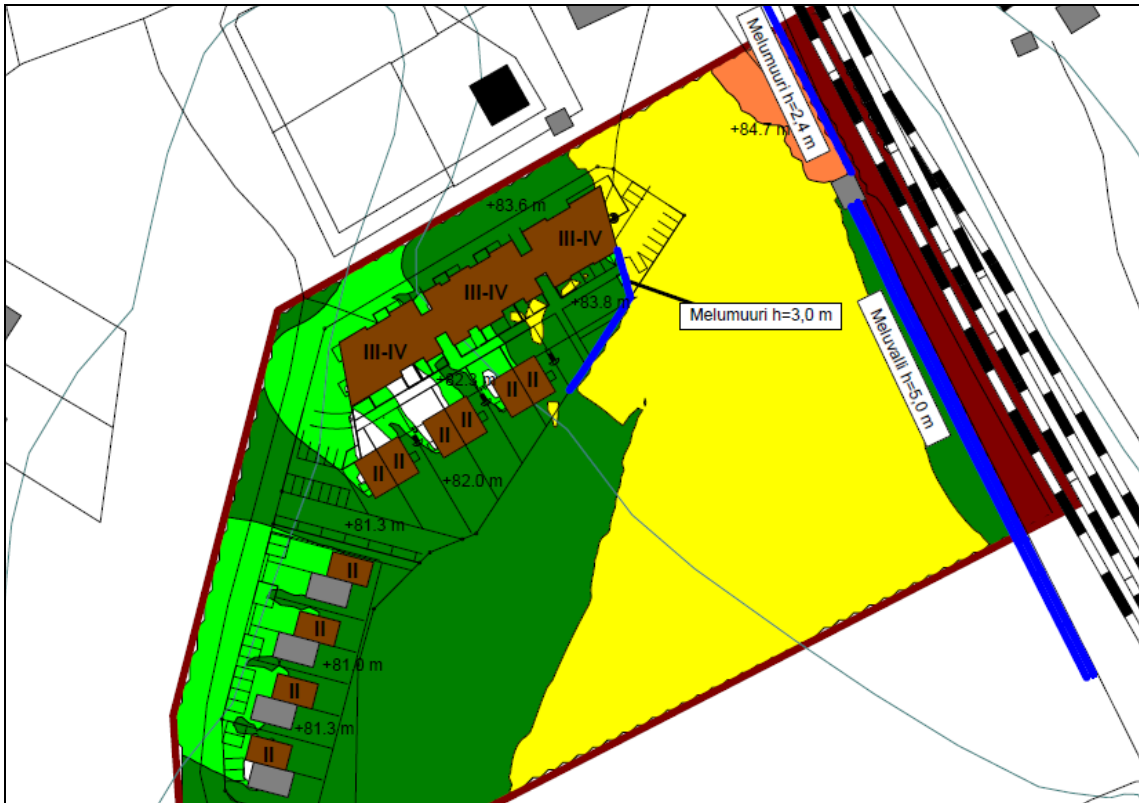 Melumuuri h=2,4 m
+84.7 m
+83.6 m
III-IV
III-IV
+83.8 m
Melumuuri h=3,0 m
III-IV
Meluvalli h=5,0 m
+82.3 m
II
II
II
II
II
II
+82.0 m
+81.3 m
II
II
+81.0 m
II
+81.3 m
II